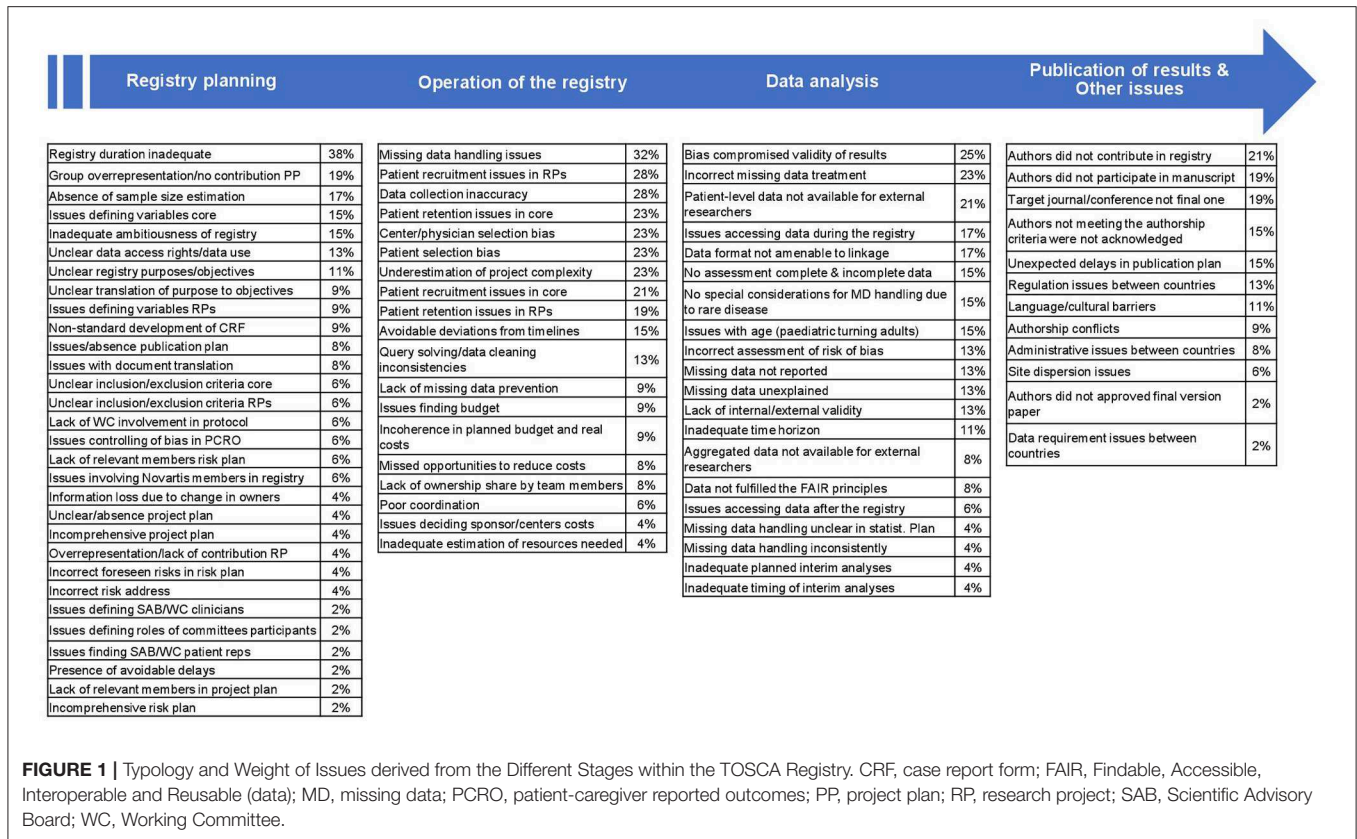 Registry planning
Operation of the registry
Data analysis
Publication of results &
Other issues
Registry duration inadequate 38%
Group overrepresentation/no contribution PP 19%
Absence of sample size estimation 17%
Issues defining variables core 15%
Inadequate ambitiousness of registry 15%
Unclear data access rights/data use 13%
Unclear registry purposes/objectives 11%
Unclear translation of purpose to objectives 9%
Issues defining variables RPs 9%
Non-standard development of CRF 9%
Issues/absence publication plan 8%
Issues with document translation 8%
Unclear inclusion/exclusion criteria core 6%
Unclear inclusion/exclusion criteria RPs 6%
Lack of WC involvement in protocol 6%
Issues controlling of bias in PCRO 6%
Lack of relevant members risk plan 6%
Issues involving Novartis members in registry 6%
Information loss due to change in owners 4%
Unclear/absence project plan 4%
Incomprehensive project plan 4%
Overrepresentation/lack of contribution RP 4%
Incorrect foreseen risks in risk plan 4%
Incorrect risk address 4%
Issues defining SAB/WC clinicians 2%
Issues defining roles of committees participants 2%
Issues finding SAB/WC patient reps 2%
Presence of avoidable delays 2%
Lack of relevant members in project plan 2%
Incomprehensive risk plan 2%
Missing data handling issues 32%
Patient recruitment issues in RPs 28%
Data collection inaccuracy 28%
Patient retention issues in core 23%
Center/physician selection bias 23%
Patient selection bias 23%
Underestimation of project complexity 23%
Patient recruitment issues in core 21%
Patient retention issues in RPs 19%
Avoidable deviations from timelines 15%
Query solving/data cleaning
inconsistencies 13%
Lack of missing data prevention 9%
Issues finding budget 9%
Incoherence in planned budget and real
costs 9%
Missed opportunities to reduce costs 8%
Lack of ownership share by team members 8%
Poor coordination 6%
Issues deciding sponsor/centers costs 4%
Inadequate estimation of resources needed 4%
Bias compromised validity of results 25%
Incorrect missing data treatment 23%
Patient-level data not available for external
researchers 21%
Issues accessing data during the registry 17%
Data format not amenable to linkage 17%
No assessment complete & incomplete data 15%
No special considerations for MD handling due
to rare disease 15%
Issues with age (paediatric turning adults) 15%
Incorrect assessment of risk of bias 13%
Missing data not reported 13%
Missing data unexplained 13%
Lack of internal/external validity 13%
Inadequate time horizon 11%
Aggregated data not available for external
researchers 8%
Data not fulfilled the FAIR principles 8%
Issues accessing data after the registry 6%
Missing data handling unclear in statist. Plan 4%
Missing data handling inconsistently 4%
Inadequate planned interim analyses 4%
Inadequate timing of interim analyses 4%
Authors did not contribute in registry 21%
Authors did not participate in manuscript 19%
Target journal/conference not final one 19%
Authors not meeting the authorship
criteria were not acknowledged 15%
Unexpected delays in publication plan 15%
Regulation issues between countries 13%
Language/cultural barriers 11%
Authorship conflicts 9%
Administrative issues between countries 8%
Site dispersion issues 6%
Authors did not approved final version
paper 2%
Data requirement issues between
countries 2%
FIGURE 1 | Typology and Weight of Issues derived from the Different Stages within the TOSCA Registry. CRF, case report form; FAIR, Findable, Accessible,
Interoperable and Reusable (data); MD, missing data; PCRO, patient-caregiver reported outcomes; PP, project plan; RP, research project; SAB, Scientific Advisory
Board; WC, Working Committee.